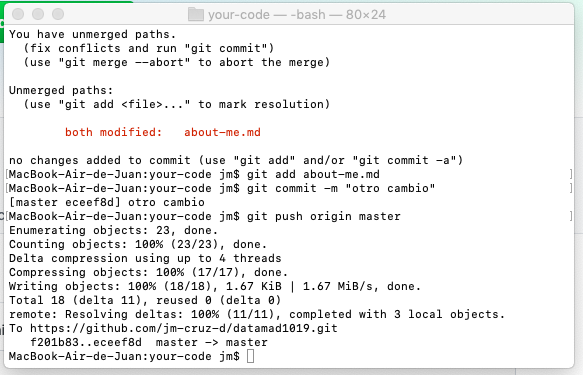 your-code — -bash — 80×24
You have unmerged paths.
(fix conflicts and run "git commit")
(use "git merge --abort" to abort the merge)
Unmerged paths:
(use "git add <file>..." to mark resolution)
both modified:   about-me.md
no changes added to commit (use "git add" and/or "git commit -a")
[MacBook-Air-de-Juan:your-code jm$ git add about-me.md ]
[MacBook-Air-de-Juan:your-code jm$ git commit -m "otro cambio" ]
[master eceef8d] otro cambio
[MacBook-Air-de-Juan:your-code jm$ git push origin master ]
Enumerating objects: 23, done.
Counting objects: 100% (23/23), done.
Delta compression using up to 4 threads
Compressing objects: 100% (17/17), done.
Writing objects: 100% (18/18), 1.67 KiB | 1.67 MiB/s, done.
Total 18 (delta 11), reused 0 (delta 0)
remote: Resolving deltas: 100% (11/11), completed with 3 local objects.
To https://github.com/jm-cruz-d/datamad1019.git
f201b83..eceef8d  master -> master
MacBook-Air-de-Juan:your-code jm$